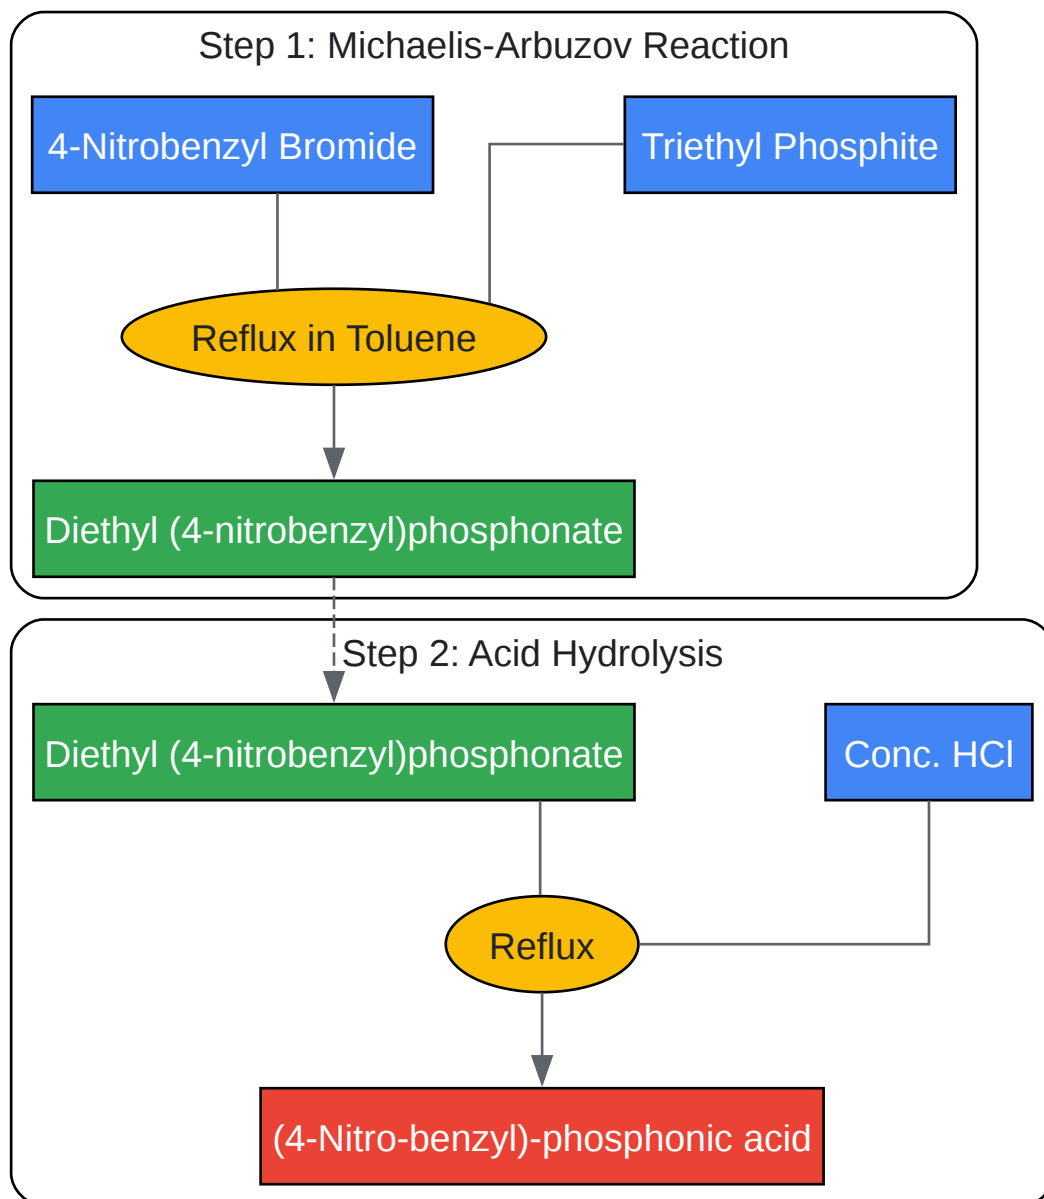 Step 1: Michaelis-Arbuzov Reaction
4-Nitrobenzyl Bromide
Triethyl Phosphite
Reflux in Toluene
Diethyl (4-nitrobenzyl)phosphonate
Step 2: Acid Hydrolysis
Diethyl (4-nitrobenzyl)phosphonate
Conc. HCl
Reflux
(4-Nitro-benzyl)-phosphonic acid